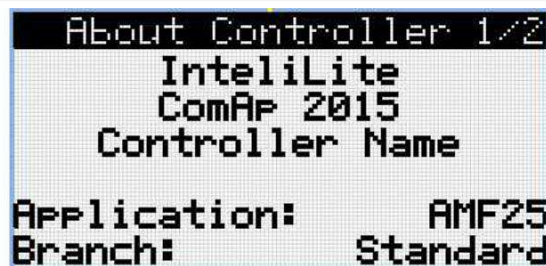 About Controller 1/2
InteliLite
ComAp 2015
Controller Name
Application: AMF25
Branch: Standard